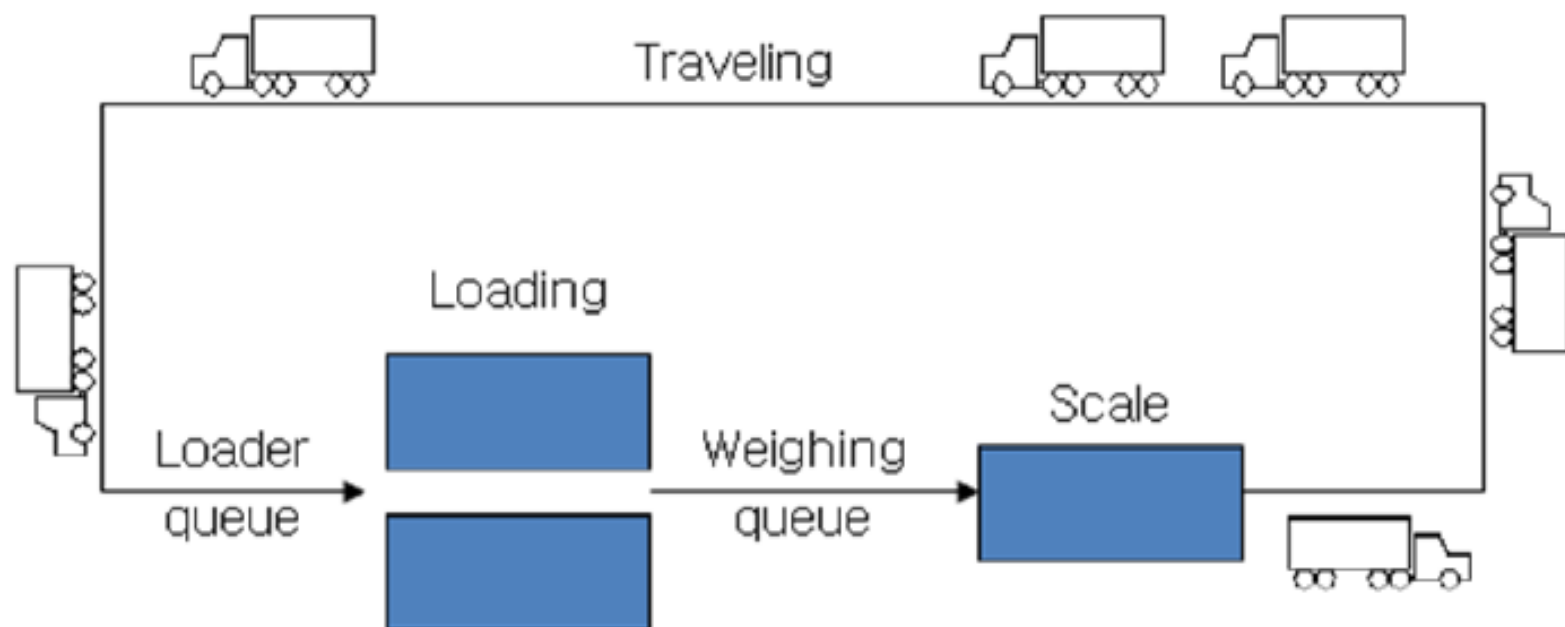 Traveling
Loading
Scale
Loader
queue
Weighing
queue